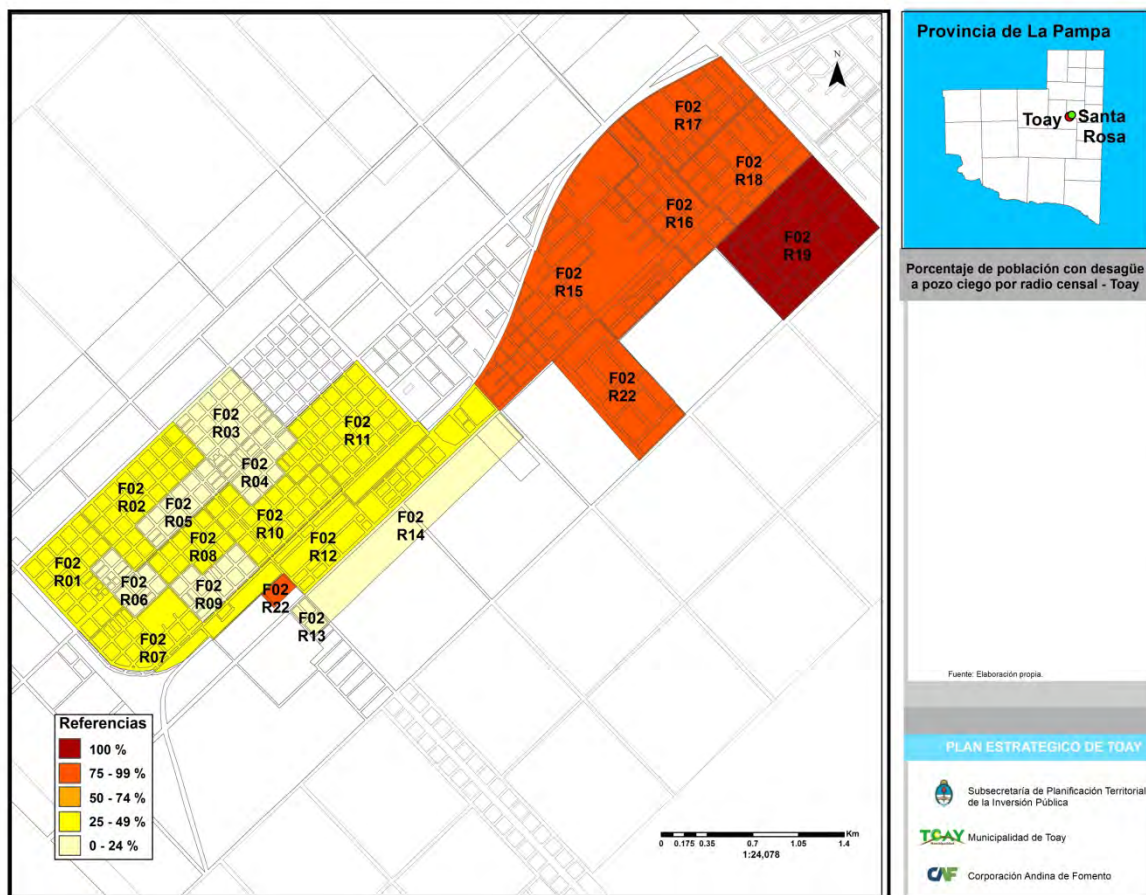 N
F02
R17
F02
R18
F02
R16
F02
R19
F02
R15
F02
R22
F02
R03
F02
R11
F02
R04
F02
R02
F02
R05
F02
R10
F02
R14
F02
R08
F02
R12
F02
R01
F02
R06
F02
R09
F02
R22
F02
R13
F02
R07
Referencias
100 %
75 - 99 %
50 - 74 %
25 - 49 %
0 - 24 %
Km
0 0.175 0.35 0.7 1.05 1.4
1:24,078
Provincia de La Pampa
Toay
Santa
Rosa
Porcentaje de población con desagüe
a pozo ciego por radio censal - Toay
Fuente: Elaboración propia.
PLAN ESTRATEGICO DE TOAY
Subsecretaría de Planificación Territorial
de la Inversión Pública
TOAY
Municipalidad de Toay
CAF
Corporación Andina de Fomento